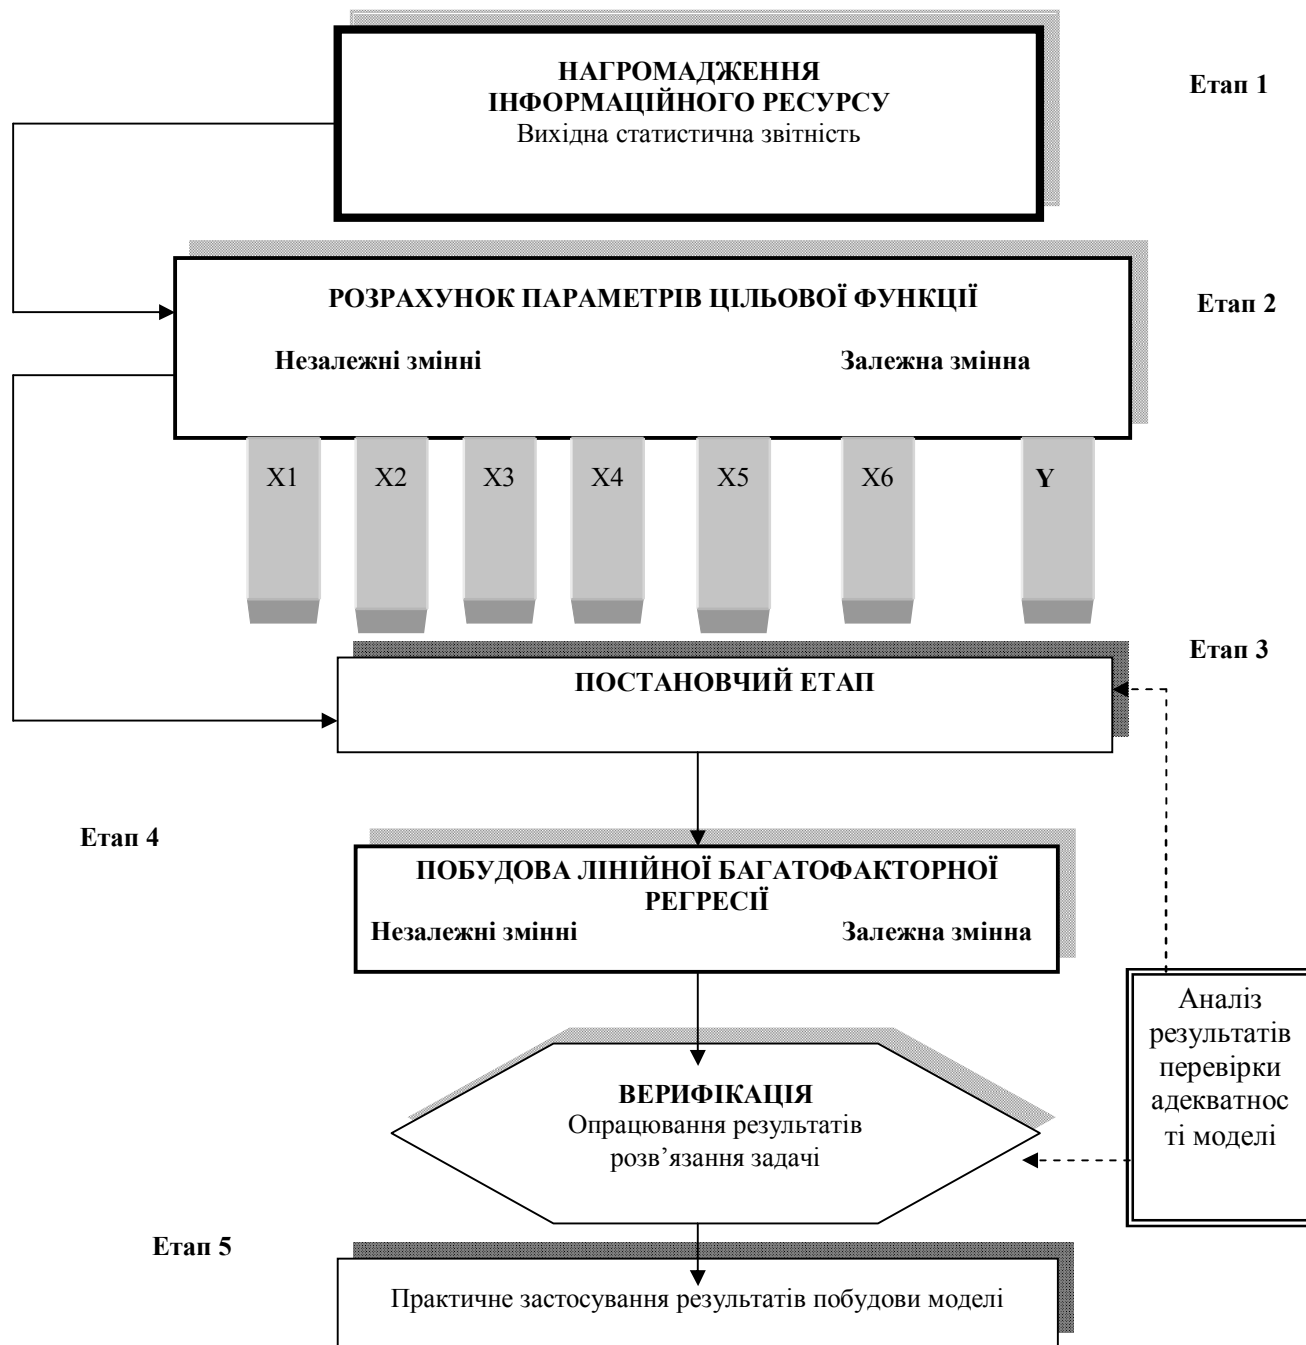 НАГРОМАДЖЕННЯ
ІНФОРМАЦІЙНОГО РЕСУРСУ
Вихідна статистична звітність
Етап 1
РОЗРАХУНОК ПАРАМЕТРІВ ЦІЛЬОВОЇ ФУНКЦІЇ
Етап 2
Незалежні змінні Залежна змінна
X1 X2 X3 X4 X5 X6 Y
Етап 3
ПОСТАНОВЧИЙ ЕТАП
Етап 4
ПОБУДОВА ЛІНІЙНОЇ БАГАТОФАКТОРНОЇ
РЕГРЕСІЇ
Незалежні змінні Залежна змінна
Аналіз
результатів
перевірки
адекватнос
ті моделі
ВЕРИФІКАЦІЯ
Опрацювання результатів
розв’язання задачі
Етап 5
Практичне застосування результатів побудови моделі